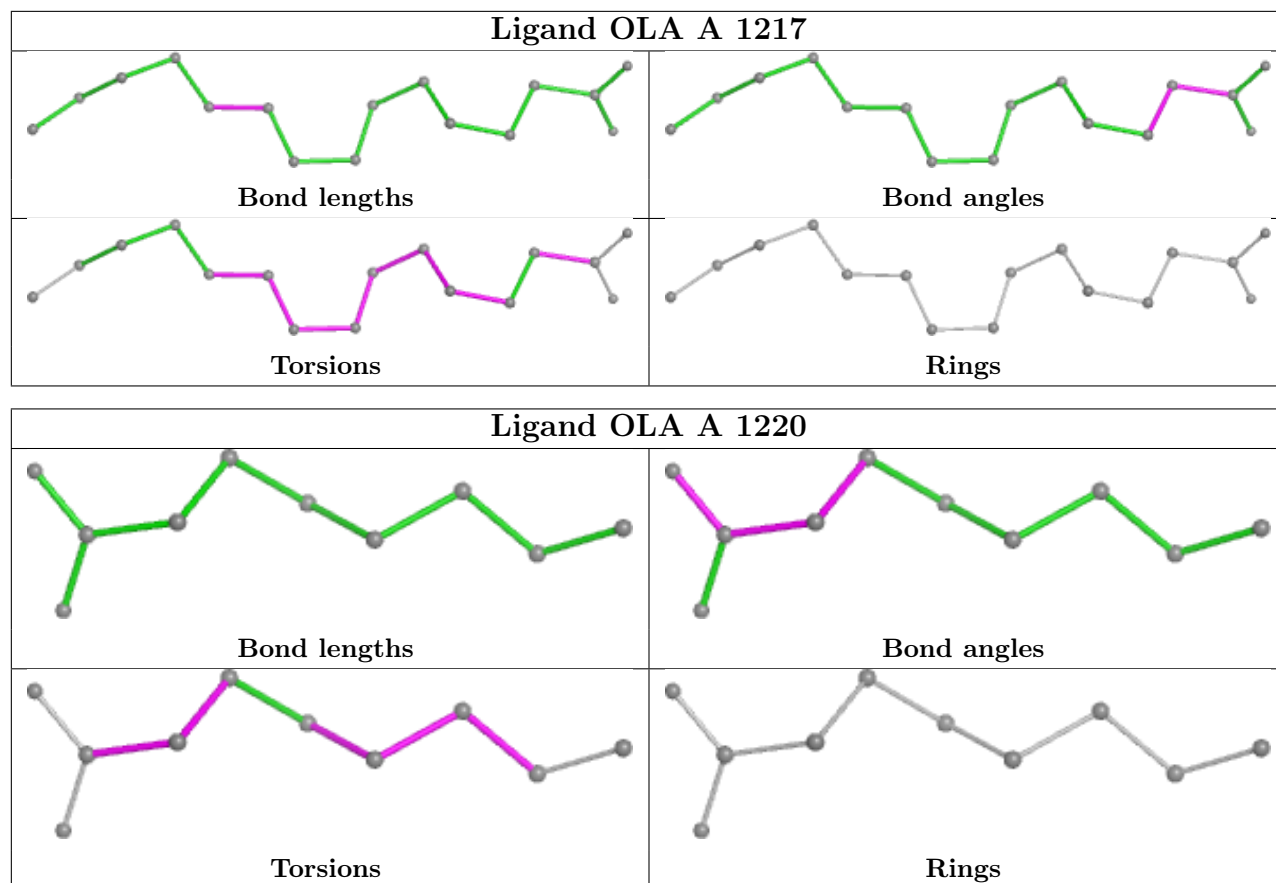 Ligand OLA A 1217
Bond lengths
Bond angles
Torsions
Rings
Ligand OLA A 1220
Bond lengths
Bond angles
Torsions
Rings